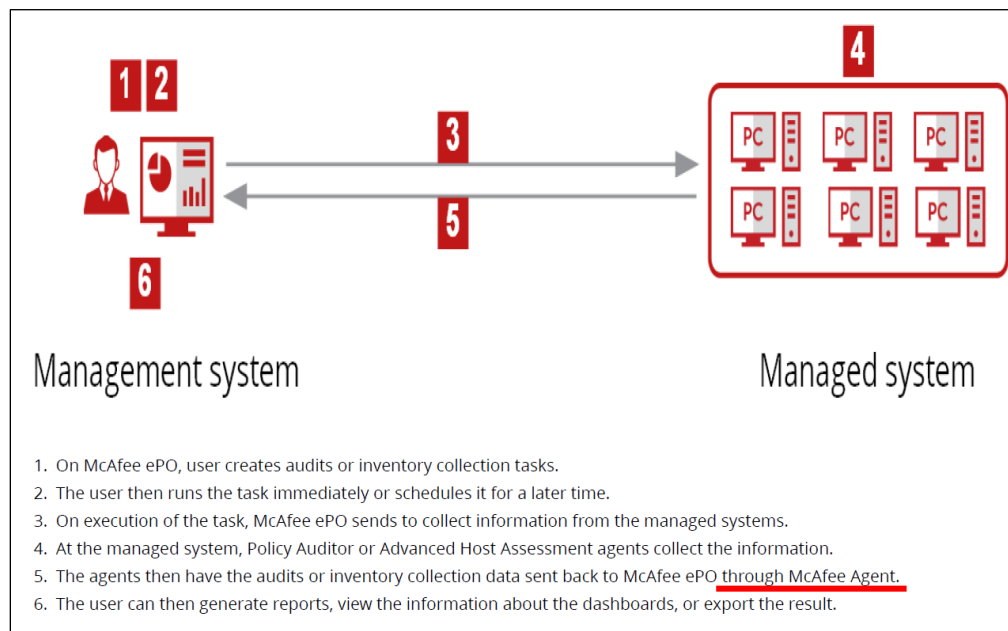 4
1 2
3
PC PC PC
PC PC PC
5
6
Management system
Managed system
1. On McAfee ePO, user creates audits or inventory collection tasks.
2. The user then runs the task immediately or schedules it for a later time.
3. On execution of the task, McAfee ePO sends to collect information from the managed systems.
4. At the managed system, Policy Auditor or Advanced Host Assessment agents collect the information.
5. The agents then have the audits or inventory collection data sent back to McAfee ePO through McAfee Agent.
6. The user can then generate reports, view the information about the dashboards, or export the result.